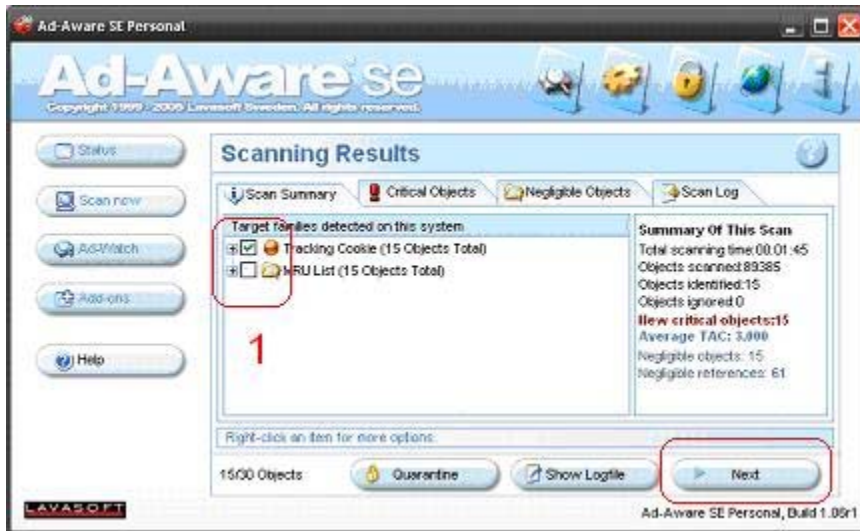 Ad-Aware SE Personal
Ad-Aware se
Copyright 1999 - 2005 Lavasoft Sweden. All rights reserved.
Status
Scan now
Ad-Watch
Add-ons
Help
Scanning Results
Scan Summary
Critical Objects
Negligible Objects
Scan Log
Target families detected on this system
Tracking Cookie (15 Objects Total)
MRU List (15 Objects Total)
1
Summary Of This Scan
Total scanning time:00:01:45
Objects scanned:89385
Objects identified:15
Objects ignored:0
New critical objects:15
Average TAC: 3,000
Negligible objects: 15
Negligible references: 61
Right-click an item for more options.
15/30 Objects
Quarantine
Show Logfile
Next
LAVASOFT
Ad-Aware SE Personal, Build 1.06r1